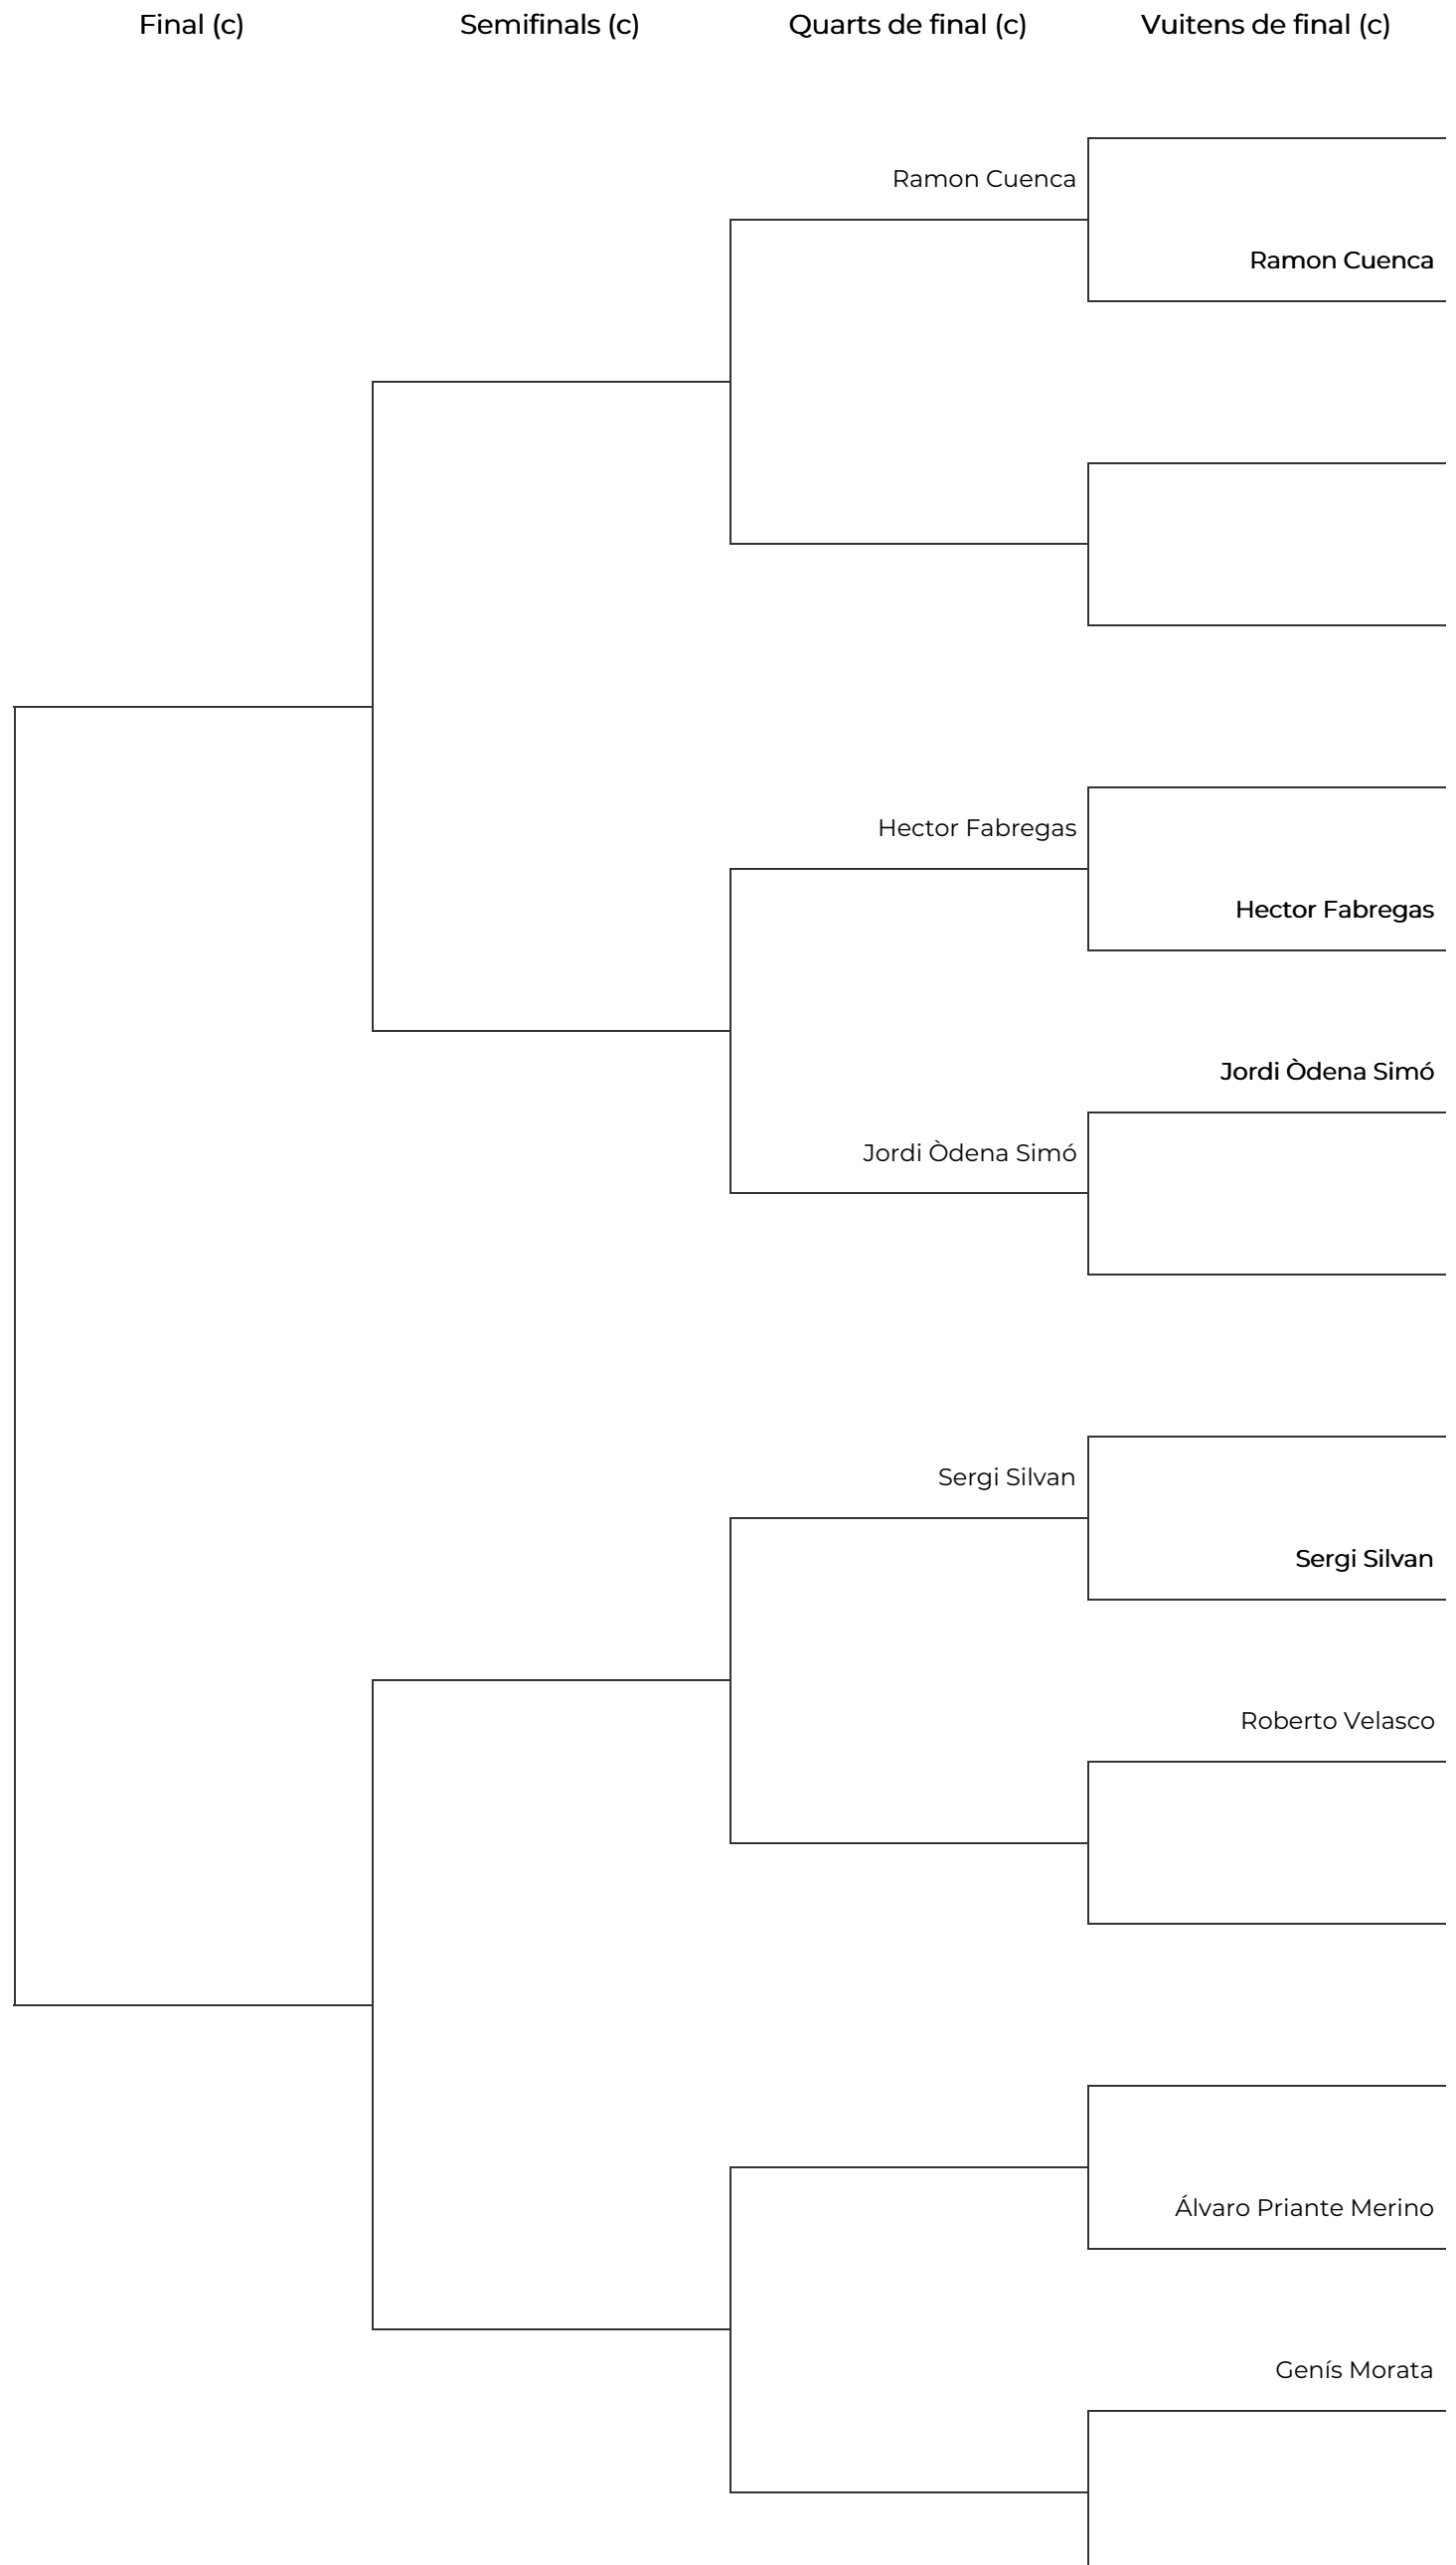 Final (c)
Semifinals (c)
Quarts de final (c)
Vuitens de final (c)
Ramon Cuenca
Ramon Cuenca
Hector Fabregas
Hector Fabregas
Jordi Òdena Simó
Jordi Òdena Simó
Sergi Silvan
Sergi Silvan
Roberto Velasco
Álvaro Priante Merino
Genís Morata